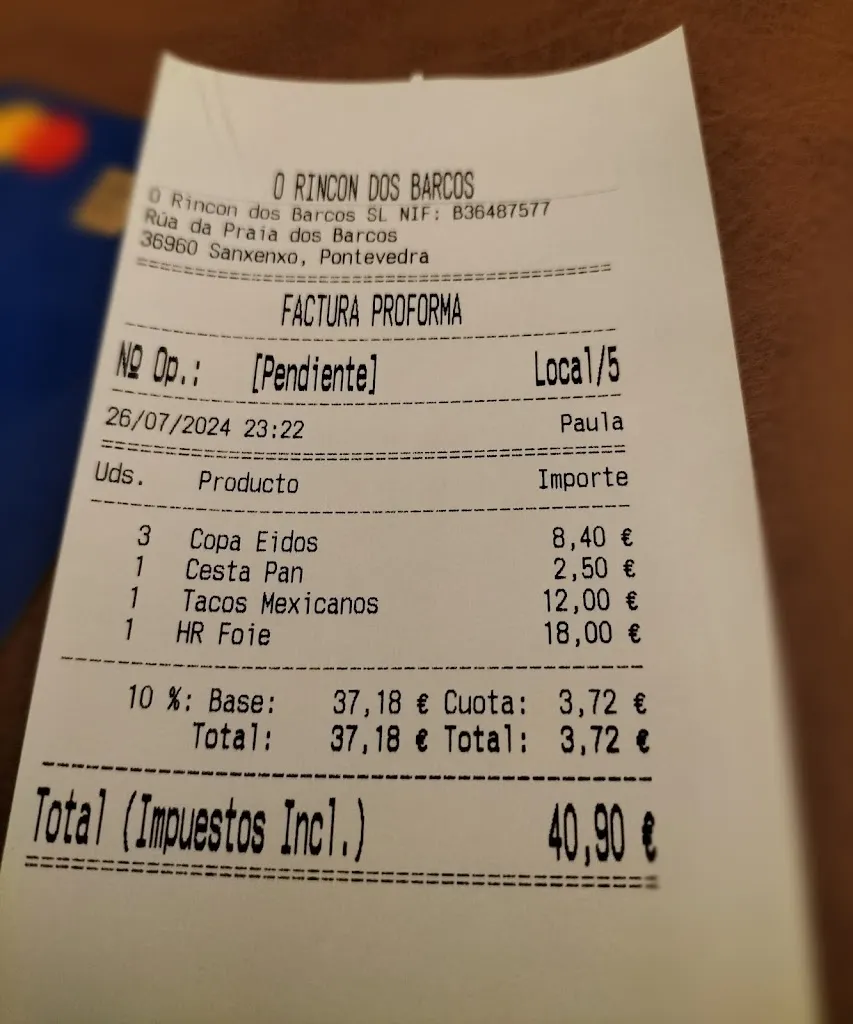 O RINCON DOS BARCOS
O Rincon dos Barcos SL NIF: B36487577
Rúa da Praia dos Barcos
36960 Sanxenxo, Pontevedra
FACTURA PROFORMA
Nº Op.: [Pendiente] Local/5
26/07/2024 23:22 Paula
Uds. Producto Importe
3 Copa Eidos 8,40 €
1 Cesta Pan 2,50 €
1 Tacos Mexicanos 12,00 €
1 HR Foie 18,00 €
10 %: Base: 37,18 € Cuota: 3,72 €
Total: 37,18 € Total: 3,72 €
Total (Impuestos Incl.) 40,90 €